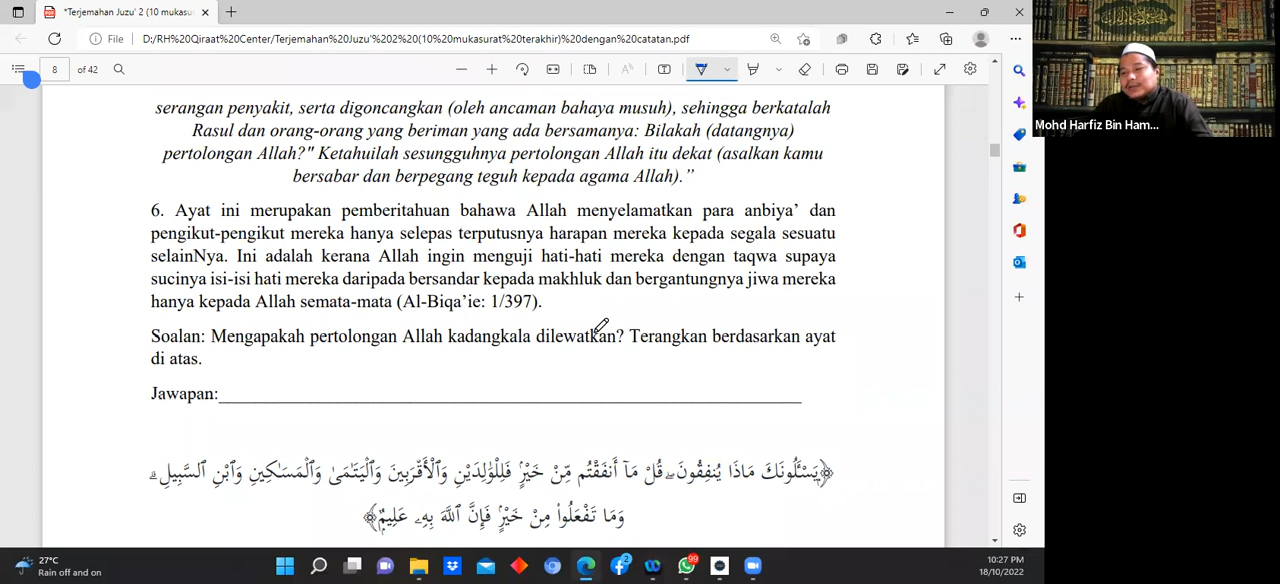 *Terjemahan Juzu' 2 (10 mukasu
File
D:/RH%20Qiraat%20Center/Terjemahan%20Juzu'%202%20(10%20mukasurat%20terakhir)%20dengan%20catatan.pdf
8 of 42
serangan penyakit, serta digoncangkan (oleh ancaman bahaya musuh), sehingga berkatalah
Rasul dan orang-orang yang beriman yang ada bersamanya: Bilakah (datangnya)
pertolongan Allah?" Ketahuilah sesungguhnya pertolongan Allah itu dekat (asalkan kamu
bersabar dan berpegang teguh kepada agama Allah).”
6. Ayat ini merupakan pemberitahuan bahawa Allah menyelamatkan para anbiya’ dan
pengikut-pengikut mereka hanya selepas terputusnya harapan mereka kepada segala sesuatu
selainNya. Ini adalah kerana Allah ingin menguji hati-hati mereka dengan taqwa supaya
sucinya isi-isi hati mereka daripada bersandar kepada makhluk dan bergantungnya jiwa mereka
hanya kepada Allah semata-mata (Al-Biqa’ie: 1/397).
Soalan: Mengapakah pertolongan Allah kadangkala dilewatkan? Terangkan berdasarkan ayat
di atas.
Jawapan:
﴿يَسْـَٔلُونَكَ مَاذَا يُنفِقُونَۖ قُلْ مَآ أَنفَقْتُم مِّنْ خَيْرٍ فَلِلْوَٰلِدَيْنِ وَٱلْأَقْرَبِينَ وَٱلْيَتَٰمَىٰ وَٱلْمَسَٰكِينِ وَٱبْنِ ٱلسَّبِيلِۗ
وَمَا تَفْعَلُوا۟ مِنْ خَيْرٍ فَإِنَّ ٱللَّهَ بِهِۦ عَلِيمٌ﴾
Mohd Harfiz Bin Ham...
27°C
Rain off and on
2
99
10:27 PM
18/10/2022